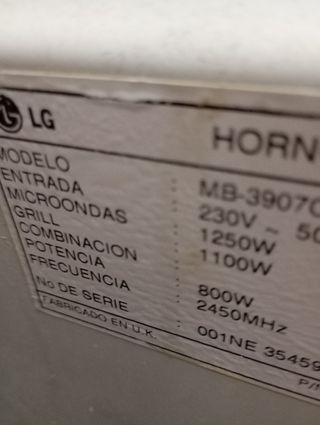 LG HORN
MODELO : MB-3907C
ENTRADA : 230V ~ 50
MICROONDAS : 1250W
GRILL : 1100W
COMBINACION
POTENCIA : 800W
FRECUENCIA : 2450MHz
No DE SERIE : 001NE 35459
FABRICADO EN U.K.
P/N